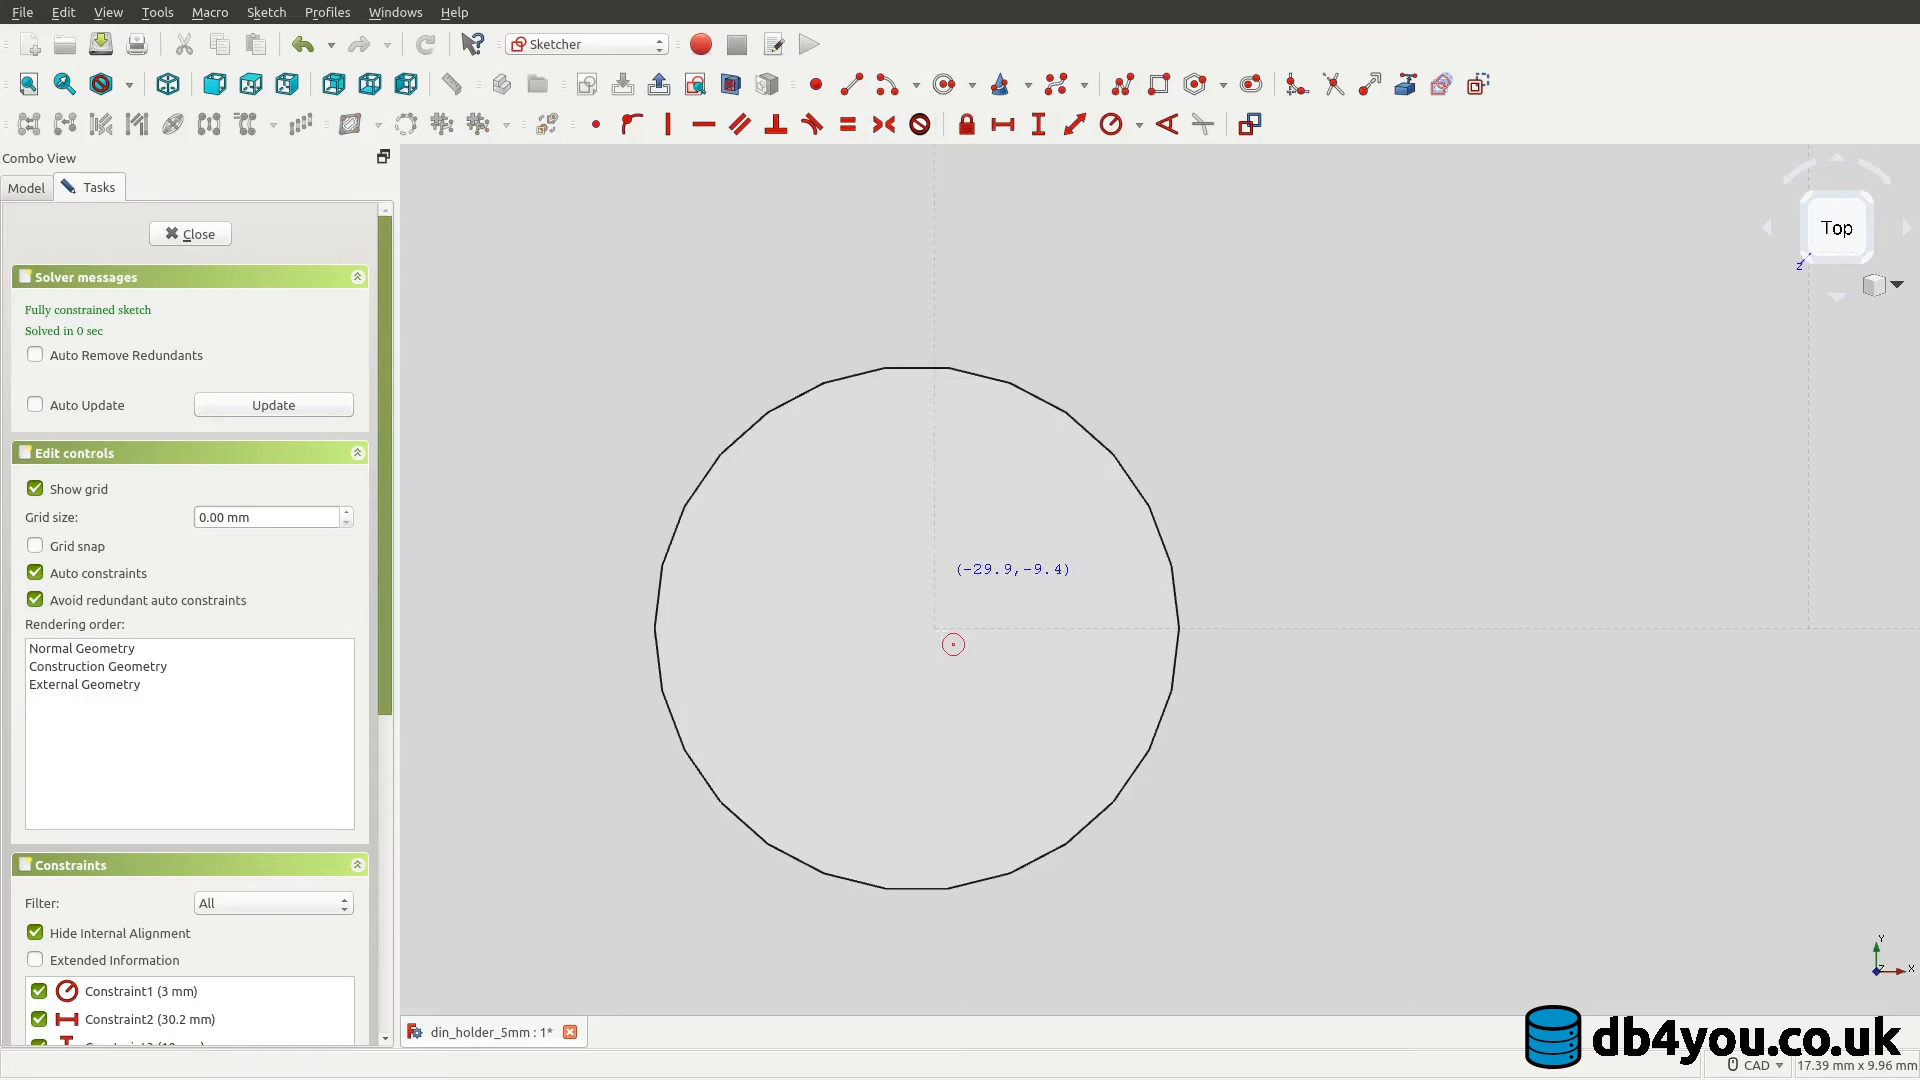 File Edit View Tools Macro Sketch Profiles Windows Help
Sketcher
Combo View
Model Tasks
Close
Solver messages
Fully constrained sketch
Solved in 0 sec
Auto Remove Redundants
Auto Update Update
Edit controls
Show grid
Grid size: 0.00 mm
Grid snap
Auto constraints
Avoid redundant auto constraints
Rendering order:
Normal Geometry
Construction Geometry
External Geometry
Constraints
Filter: All
Hide Internal Alignment
Extended Information
Constraint1 (3 mm)
Constraint2 (30.2 mm)
(-29.9,-9.4)
Top
Z
Y
Z X
din_holder_5mm : 1*
db4you.co.uk
CAD 17.39 mm x 9.96 mm